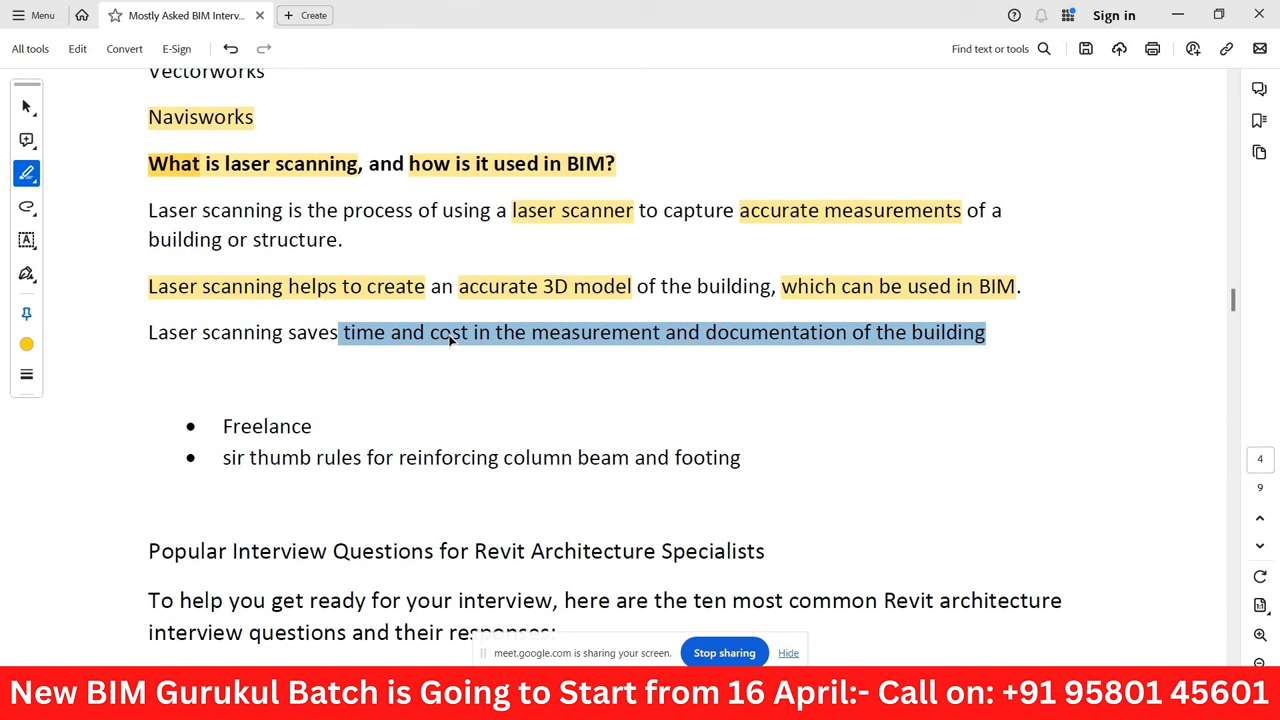 Menu
Mostly Asked BIM Interv...
Create
Sign in
All tools
Edit
Convert
E-Sign
Find text or tools
Vectorworks
Navisworks
What is laser scanning, and how is it used in BIM?
Laser scanning is the process of using a laser scanner to capture accurate measurements of a
building or structure.
Laser scanning helps to create an accurate 3D model of the building, which can be used in BIM.
Laser scanning saves time and cost in the measurement and documentation of the building
• Freelance
• sir thumb rules for reinforcing column beam and footing
4
9
Popular Interview Questions for Revit Architecture Specialists
To help you get ready for your interview, here are the ten most common Revit architecture
interview questions and their responses:
meet.google.com is sharing your screen.
Stop sharing
Hide
New BIM Gurukul Batch is Going to Start from 16 April:- Call on: +91 95801 45601